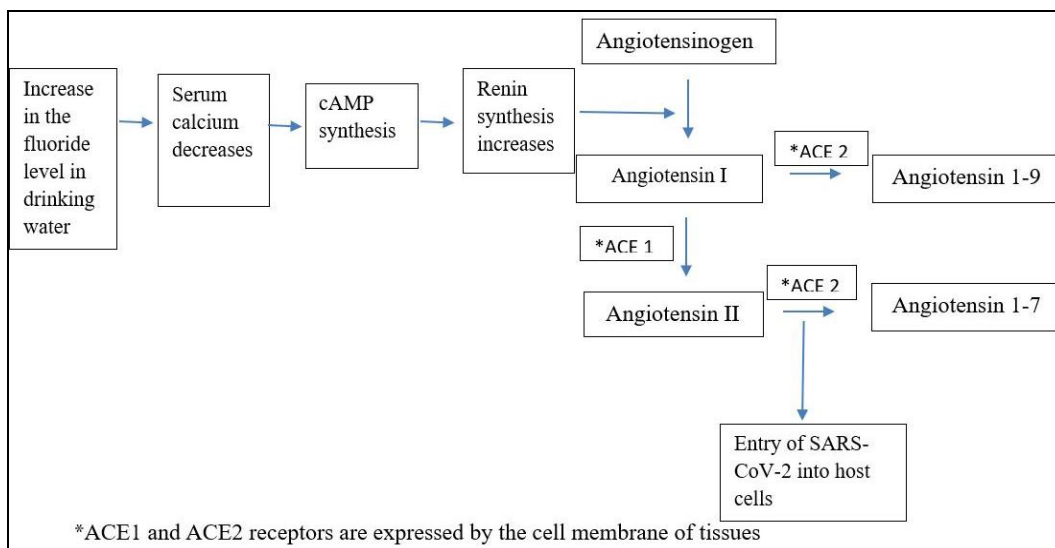 Increase
in the
fluoride
level in
drinking
water
Serum
calcium
decreases
cAMP
synthesis
Renin
synthesis
increases
Angiotensinogen
Angiotensin I
*ACE 2
Angiotensin 1-9
*ACE 1
Angiotensin II
*ACE 2
Angiotensin 1-7
Entry of SARS-
CoV-2 into host
cells
*ACE1 and ACE2 receptors are expressed by the cell membrane of tissues